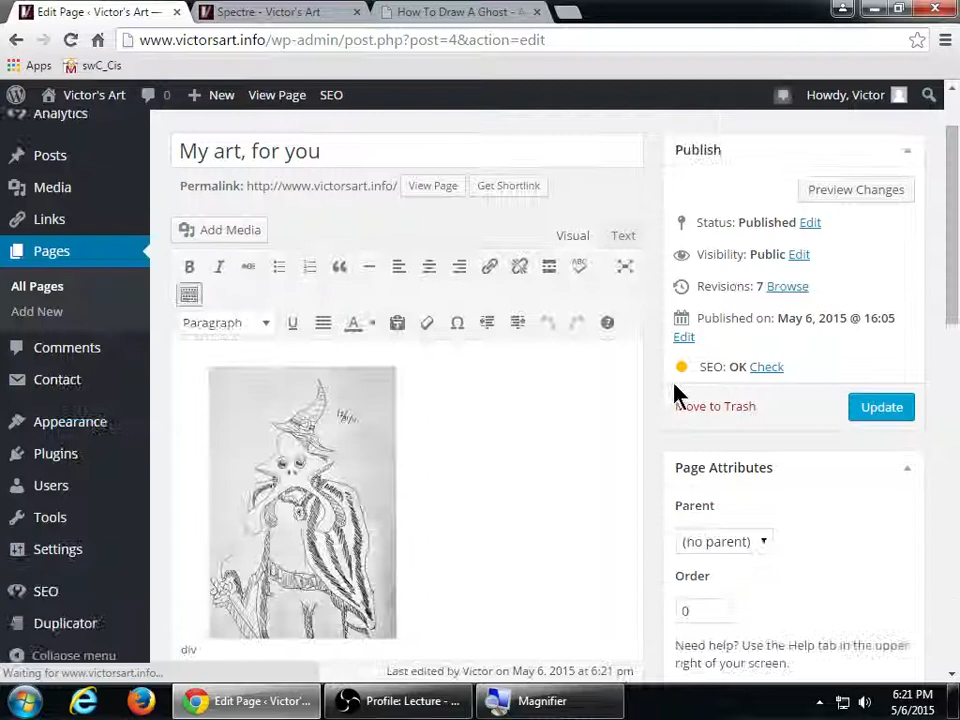 Edit Page ‹ Victor's Art —
Spectre - Victor's Art
How To Draw A Ghost - A
www.victorsart.info/wp-admin/post.php?post=4&action=edit
Apps
swC_Cis
Victor's Art
0
New
View Page
SEO
Howdy, Victor
Analytics
Posts
Media
Links
Pages
All Pages
Add New
Comments
Contact
Appearance
Plugins
Users
Tools
Settings
SEO
Duplicator
Collapse menu
My art, for you
Permalink: http://www.victorsart.info/
View Page
Get Shortlink
Add Media
Visual
Text
B I ABC
ABC
Paragraph
U
A
Ω
div
Last edited by Victor on May 6, 2015 at 6:21 pm
Publish
Preview Changes
Status: Published Edit
Visibility: Public Edit
Revisions: 7 Browse
Published on: May 6, 2015 @ 16:05
Edit
SEO: OK Check
Move to Trash
Update
Page Attributes
Parent
(no parent)
Order
0
Need help? Use the Help tab in the upper
right of your screen.
Waiting for www.victorsart.info...
Edit Page ‹ Victor'...
Profile: Lecture - ...
Magnifier
6:21 PM
5/6/2015